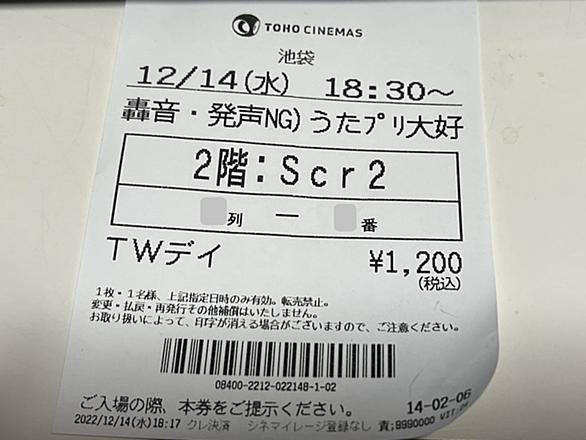 TOHO CINEMAS
池袋
12/14(水) 18:30～
轟音・発声NG)うたプリ大好
2階:Scr2
列 ― 番
TWデイ ¥1,200
(税込)
1枚・1名様、上記指定日時のみ有効。転売禁止。
変更・払戻・再発行その他補償はいたしません。
お取り扱いによって、印字が消える場合がございますので、ご注意ください。
08400-2212-022148-1-02
ご入場の際、本券をご提示ください。 14-02-06
2022/12/14(水)18:17 クレ決済 シネマイレージ登録なし 責:9990000